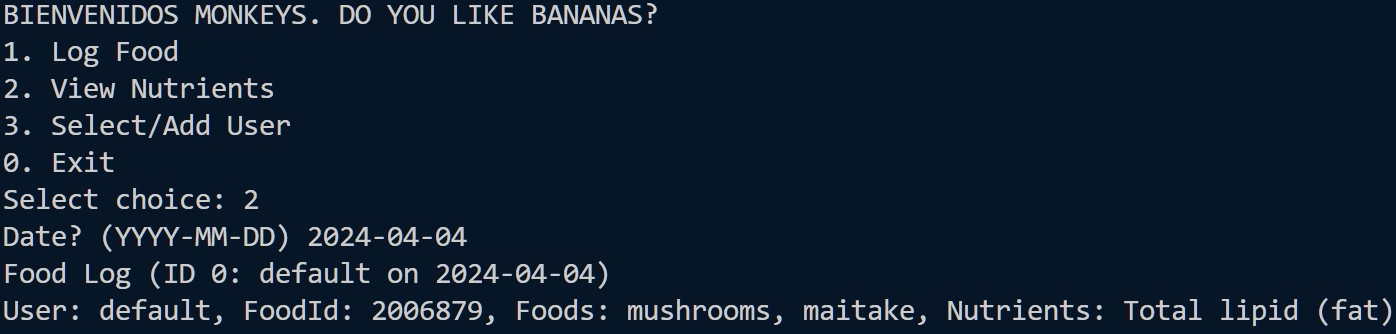 BIENVENIDOS MONKEYS. DO YOU LIKE BANANAS?
1. Log Food
2. View Nutrients
3. Select/Add User
0. Exit
Select choice: 2
Date? (YYYY-MM-DD) 2024-04-04
Food Log (ID 0: default on 2024-04-04)
User: default, FoodId: 2006879, Foods: mushrooms, maitake, Nutrients: Total lipid (fat)